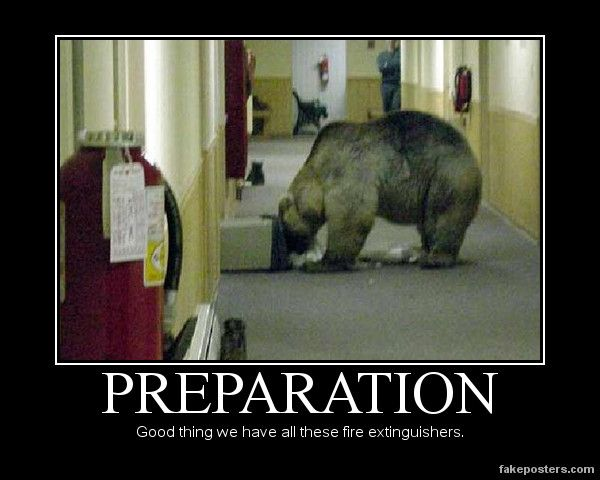 PREPARATION
Good thing we have all these fire extinguishers.
fakeposters.com